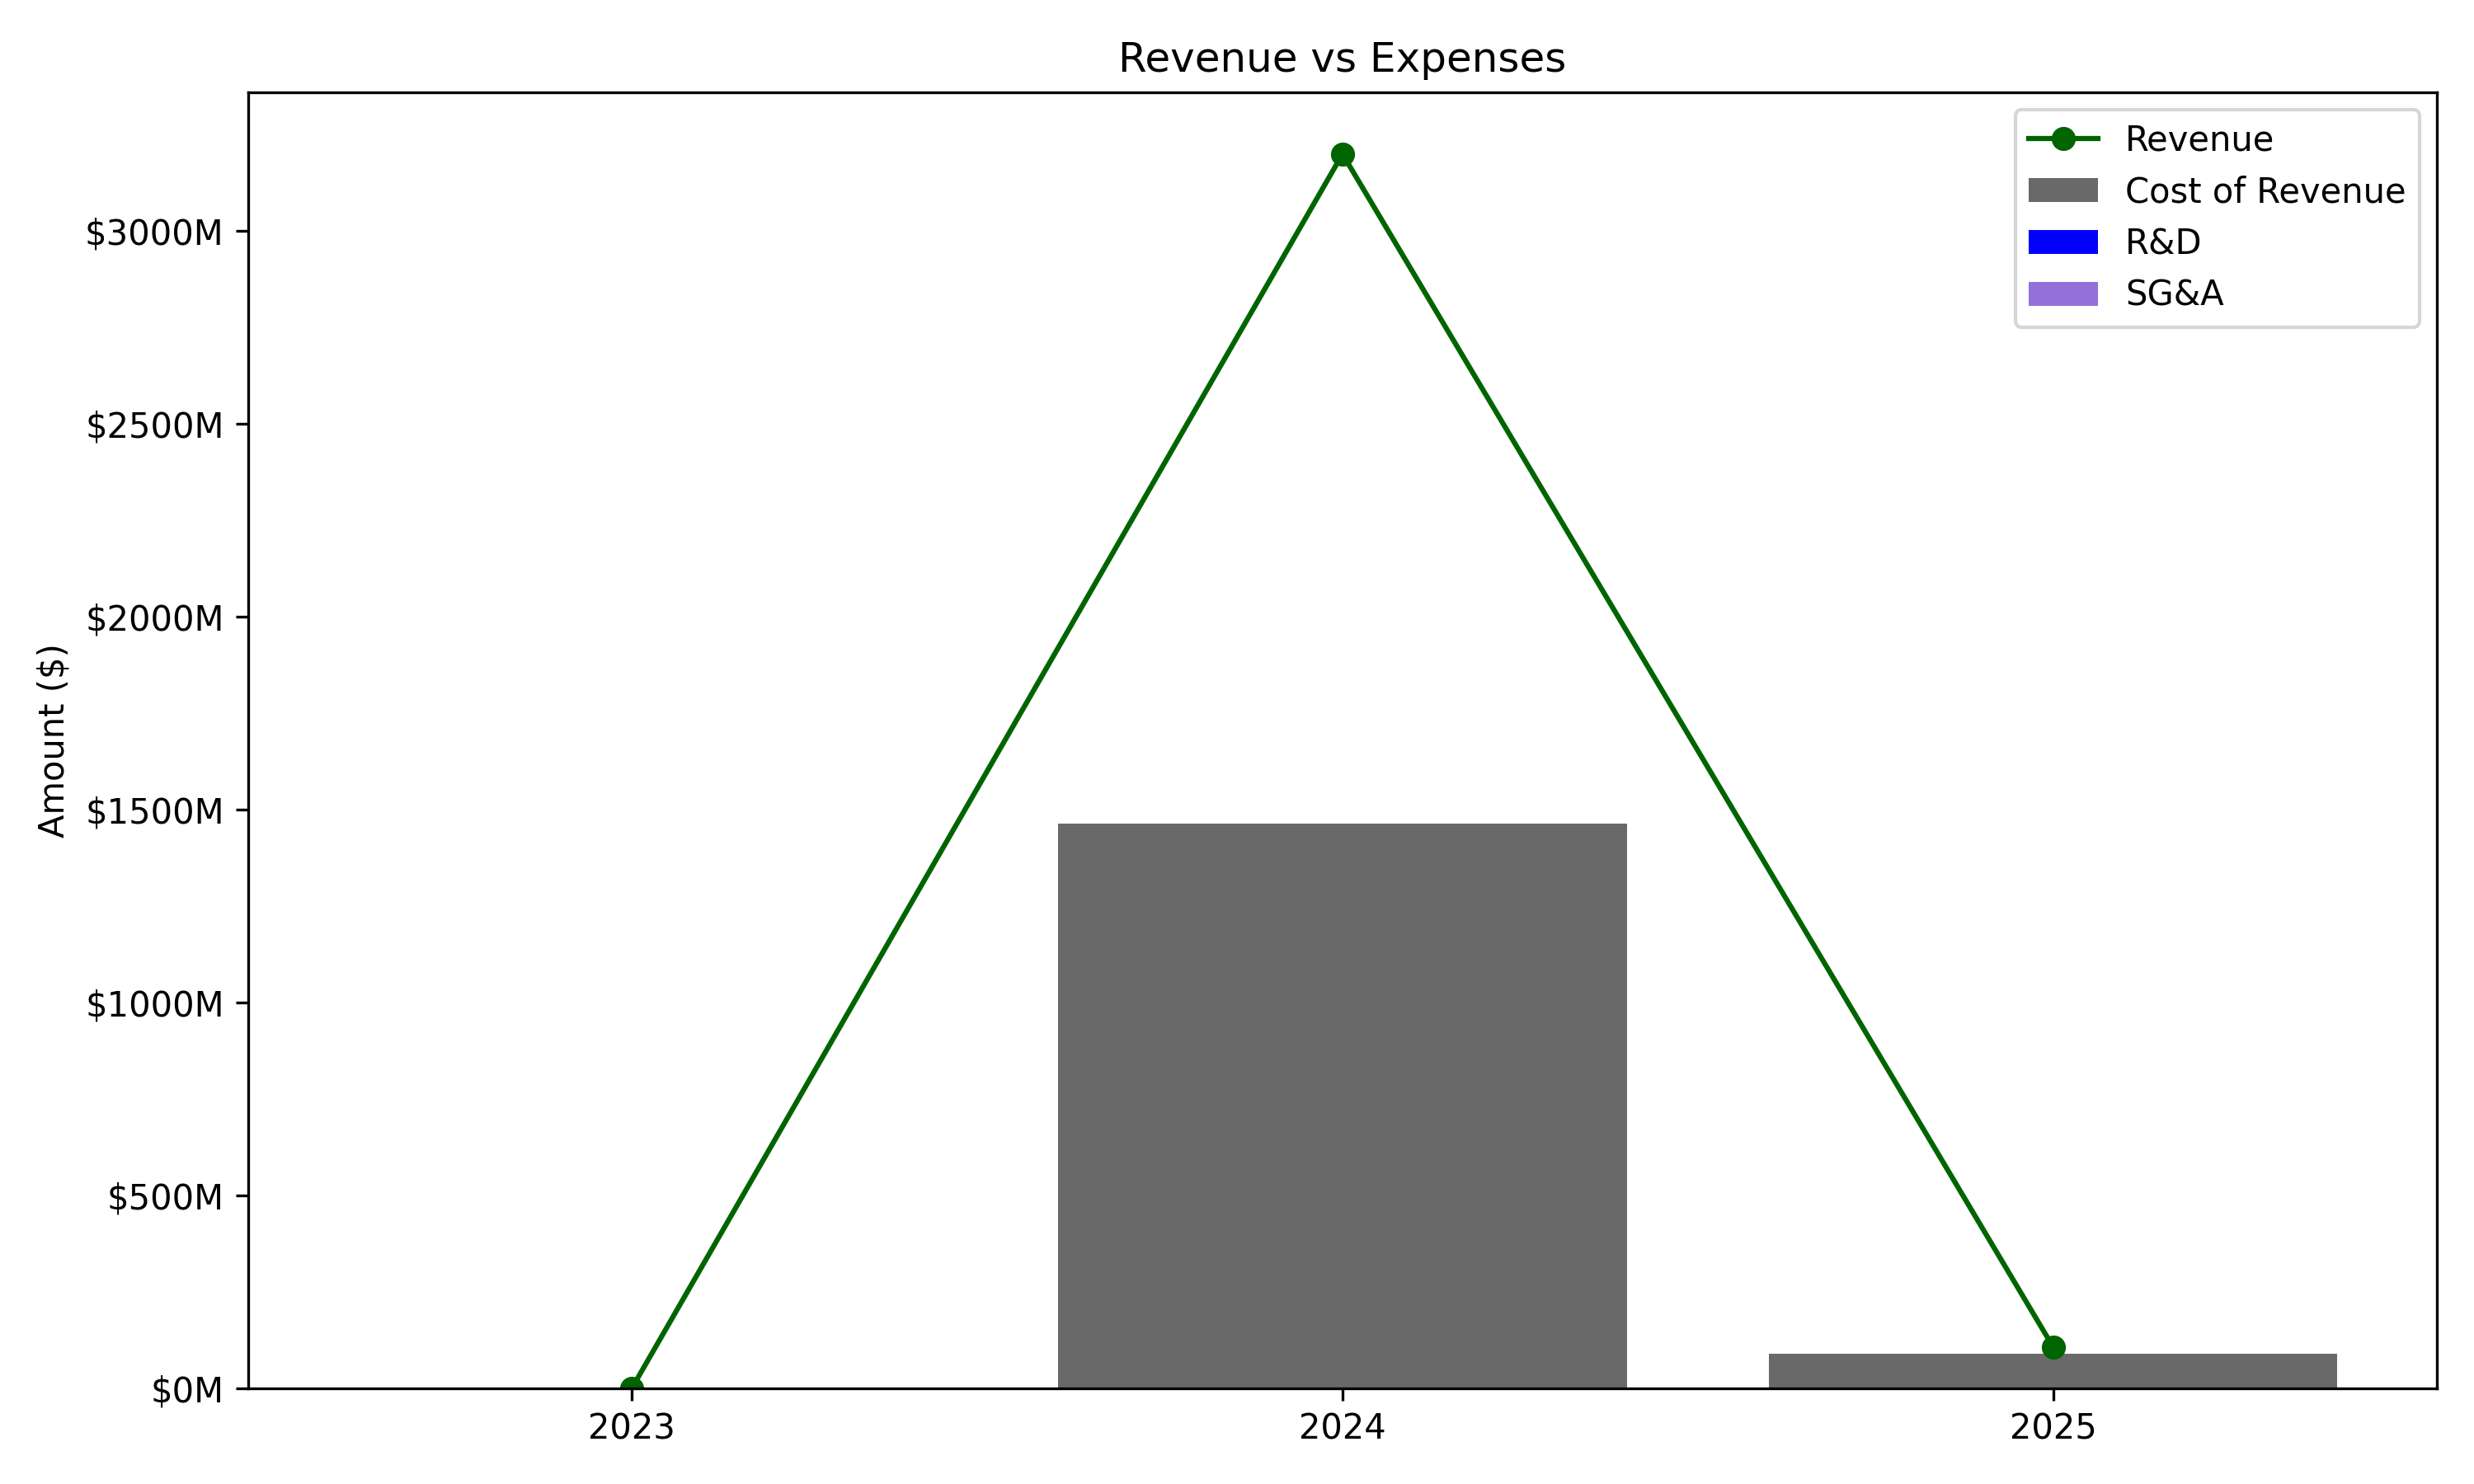 Revenue vs Expenses
Revenue
Cost of Revenue
R&D
SG&A
Amount ($)
$3000M
$2500M
$2000M
$1500M
$1000M
$500M
$0M
2023
2024
2025